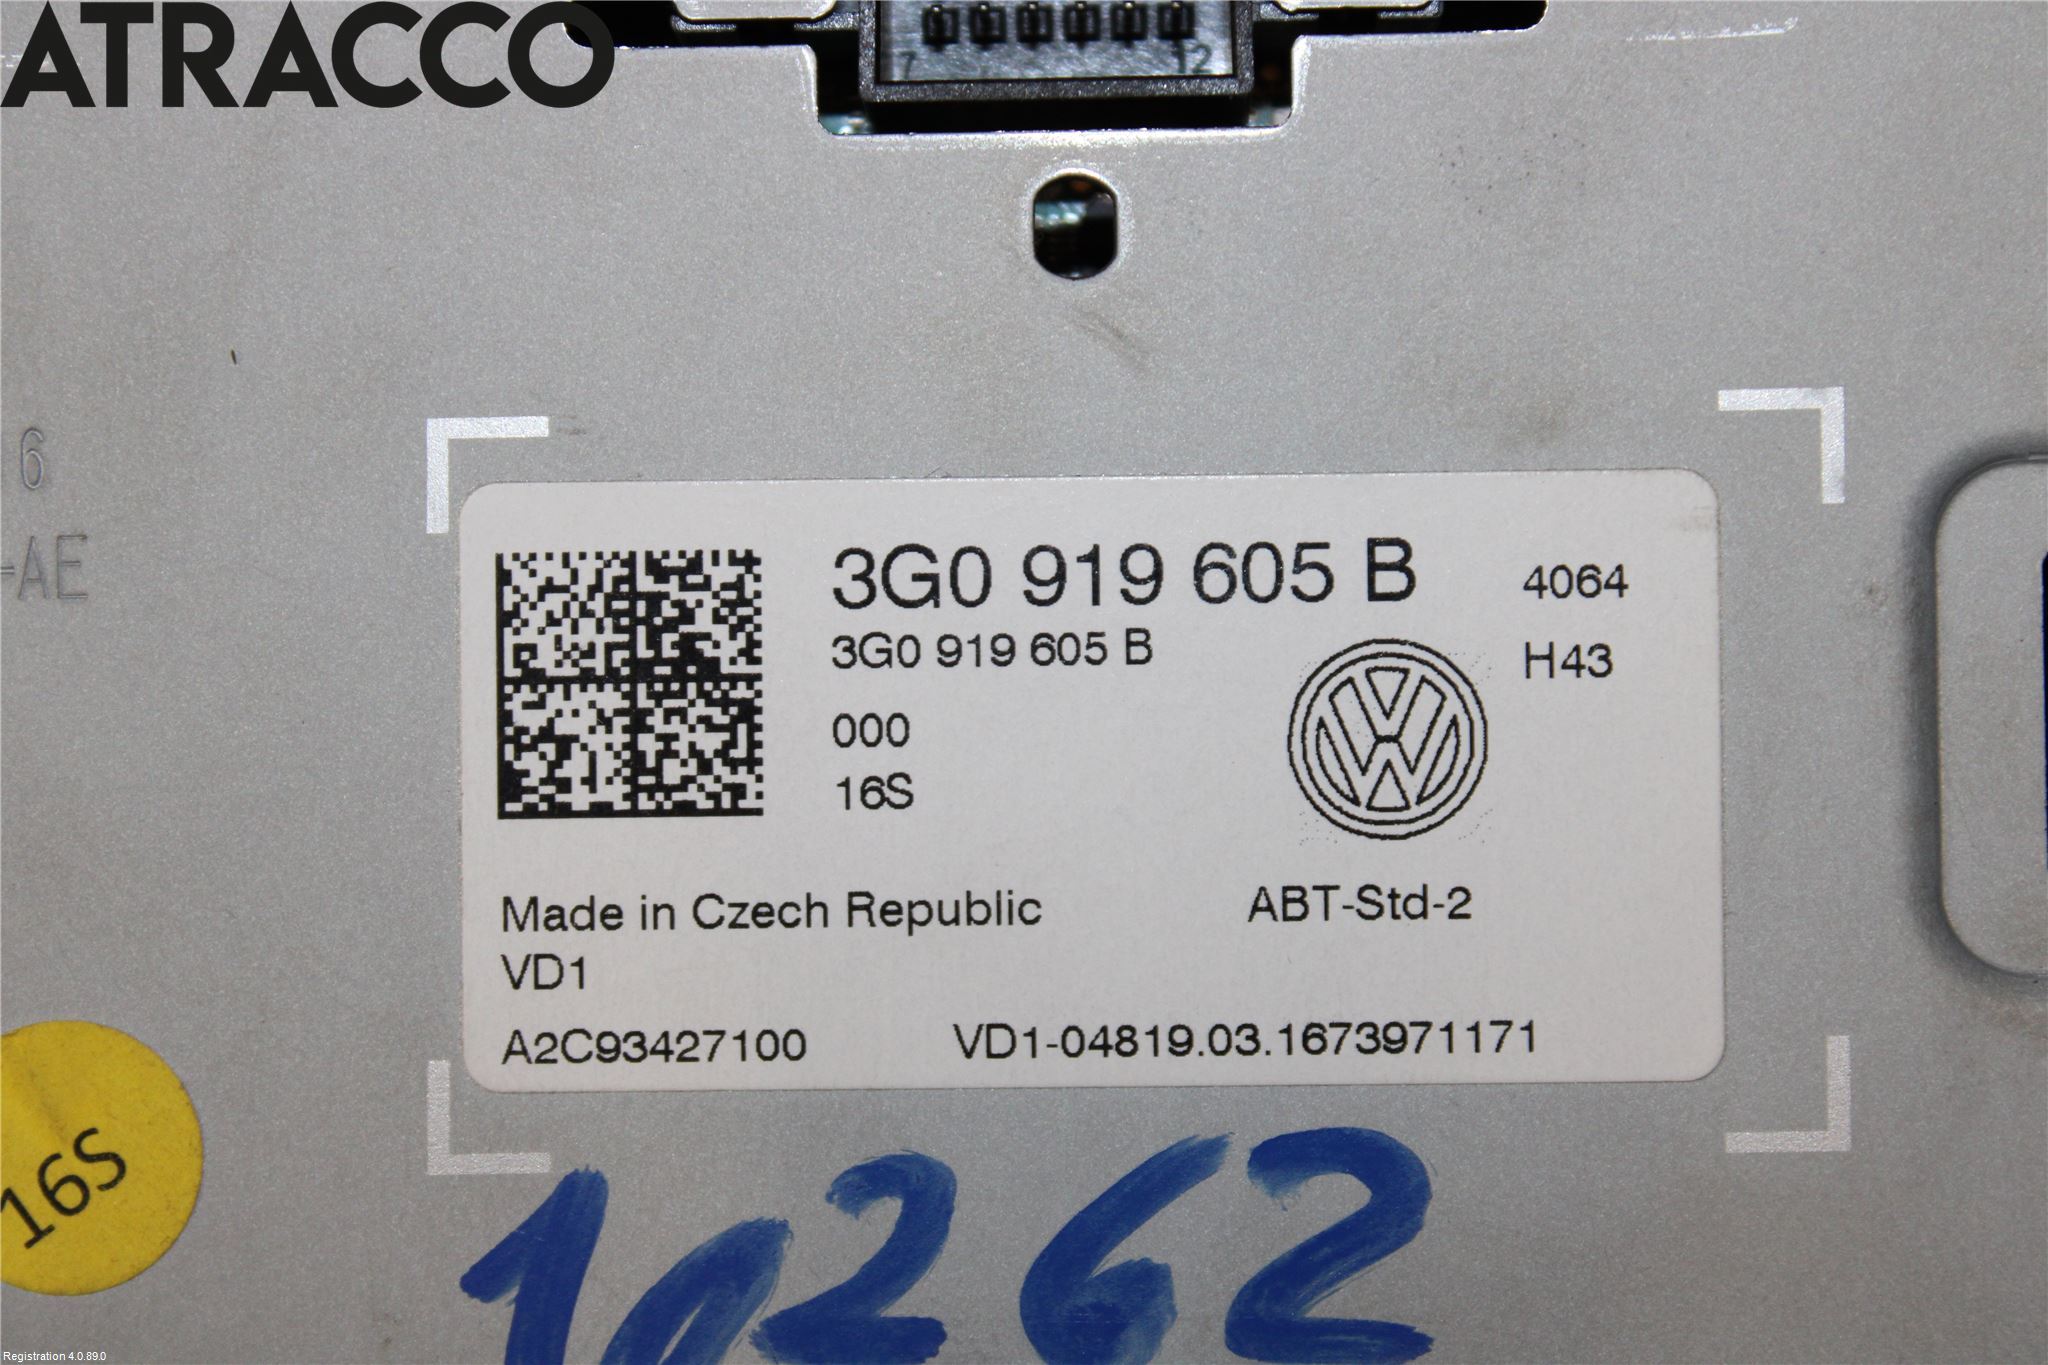 ATRACCO
7 12
6
-AE
3G0 919 605 B 4064
3G0 919 605 B H43
000
16S
Made in Czech Republic ABT-Std-2
VD1
A2C93427100 VD1-04819.03.1673971171
16S
10262
Registration 4.0.89.0